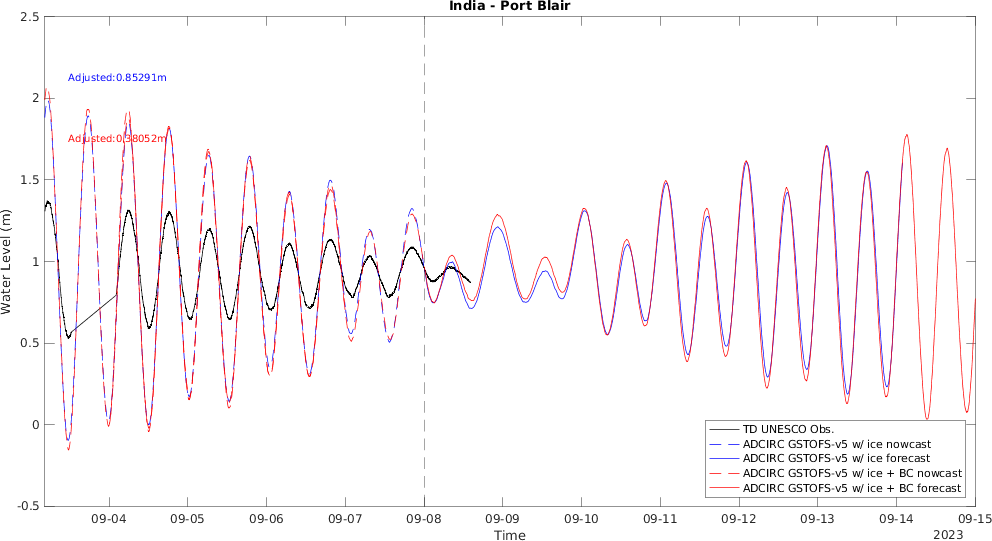 India - Port Blair
Water Level (m)
2.5
2
1.5
1
0.5
0
-0.5
Adjusted:0.85291m
Adjusted:0.38052m
TD UNESCO Obs.
ADCIRC GSTOFS-v5 w/ ice nowcast
ADCIRC GSTOFS-v5 w/ ice forecast
ADCIRC GSTOFS-v5 w/ ice + BC nowcast
ADCIRC GSTOFS-v5 w/ ice + BC forecast
09-04 09-05 09-06 09-07 09-08 09-09 09-10 09-11 09-12 09-13 09-14 09-15
Time
2023